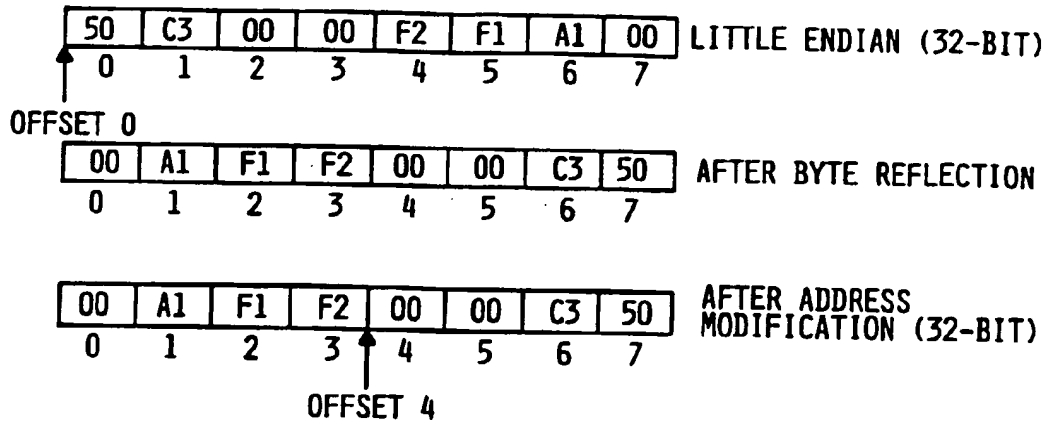 50 C3 00 00 F2 F1 A1 00 LITTLE ENDIAN (32-BIT)
0 1 2 3 4 5 6 7
OFFSET 0
00 A1 F1 F2 00 00 C3 50 AFTER BYTE REFLECTION
0 1 2 3 4 5 6 7
00 A1 F1 F2 00 00 C3 50 AFTER ADDRESS
MODIFICATION (32-BIT)
0 1 2 3 4 5 6 7
OFFSET 4